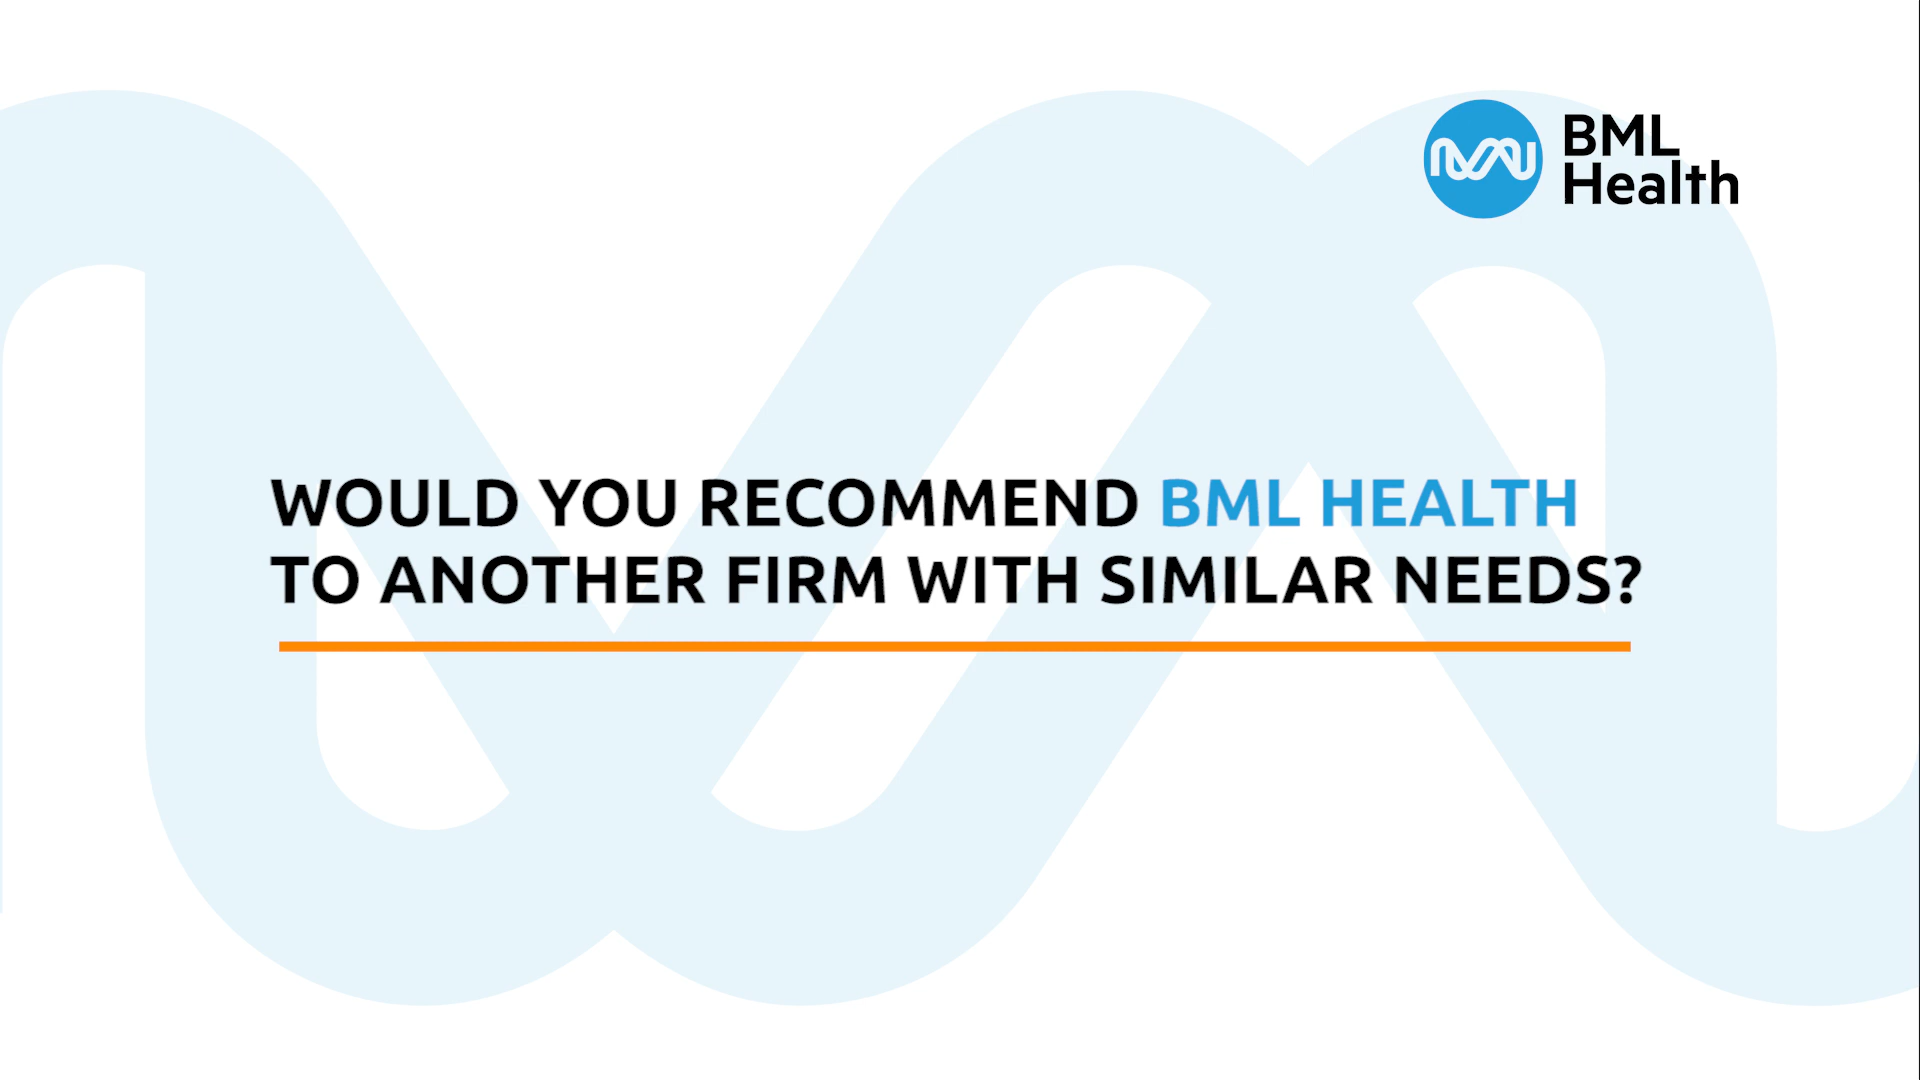 BML
Health
WOULD YOU RECOMMEND BML HEALTH
TO ANOTHER FIRM WITH SIMILAR NEEDS?